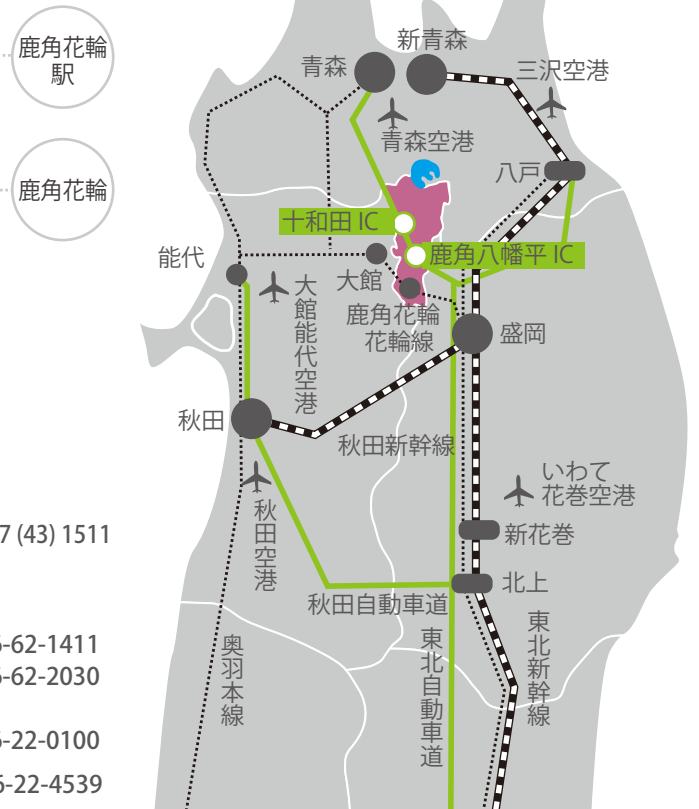 鹿角花輪
駅
鹿角花輪
新青森
青森
三沢空港
青森空港
八戸
十和田 IC
鹿角八幡平 IC
能代
大館
大館能代空港
鹿角花輪
花輪線
盛岡
秋田
秋田新幹線
いわて
花巻空港
秋田空港
新花巻
7 (43) 1511
北上
秋田自動車道
東北自動車道
東北新幹線
奥羽本線
-62-1411
-62-2030
-22-0100
-22-4539